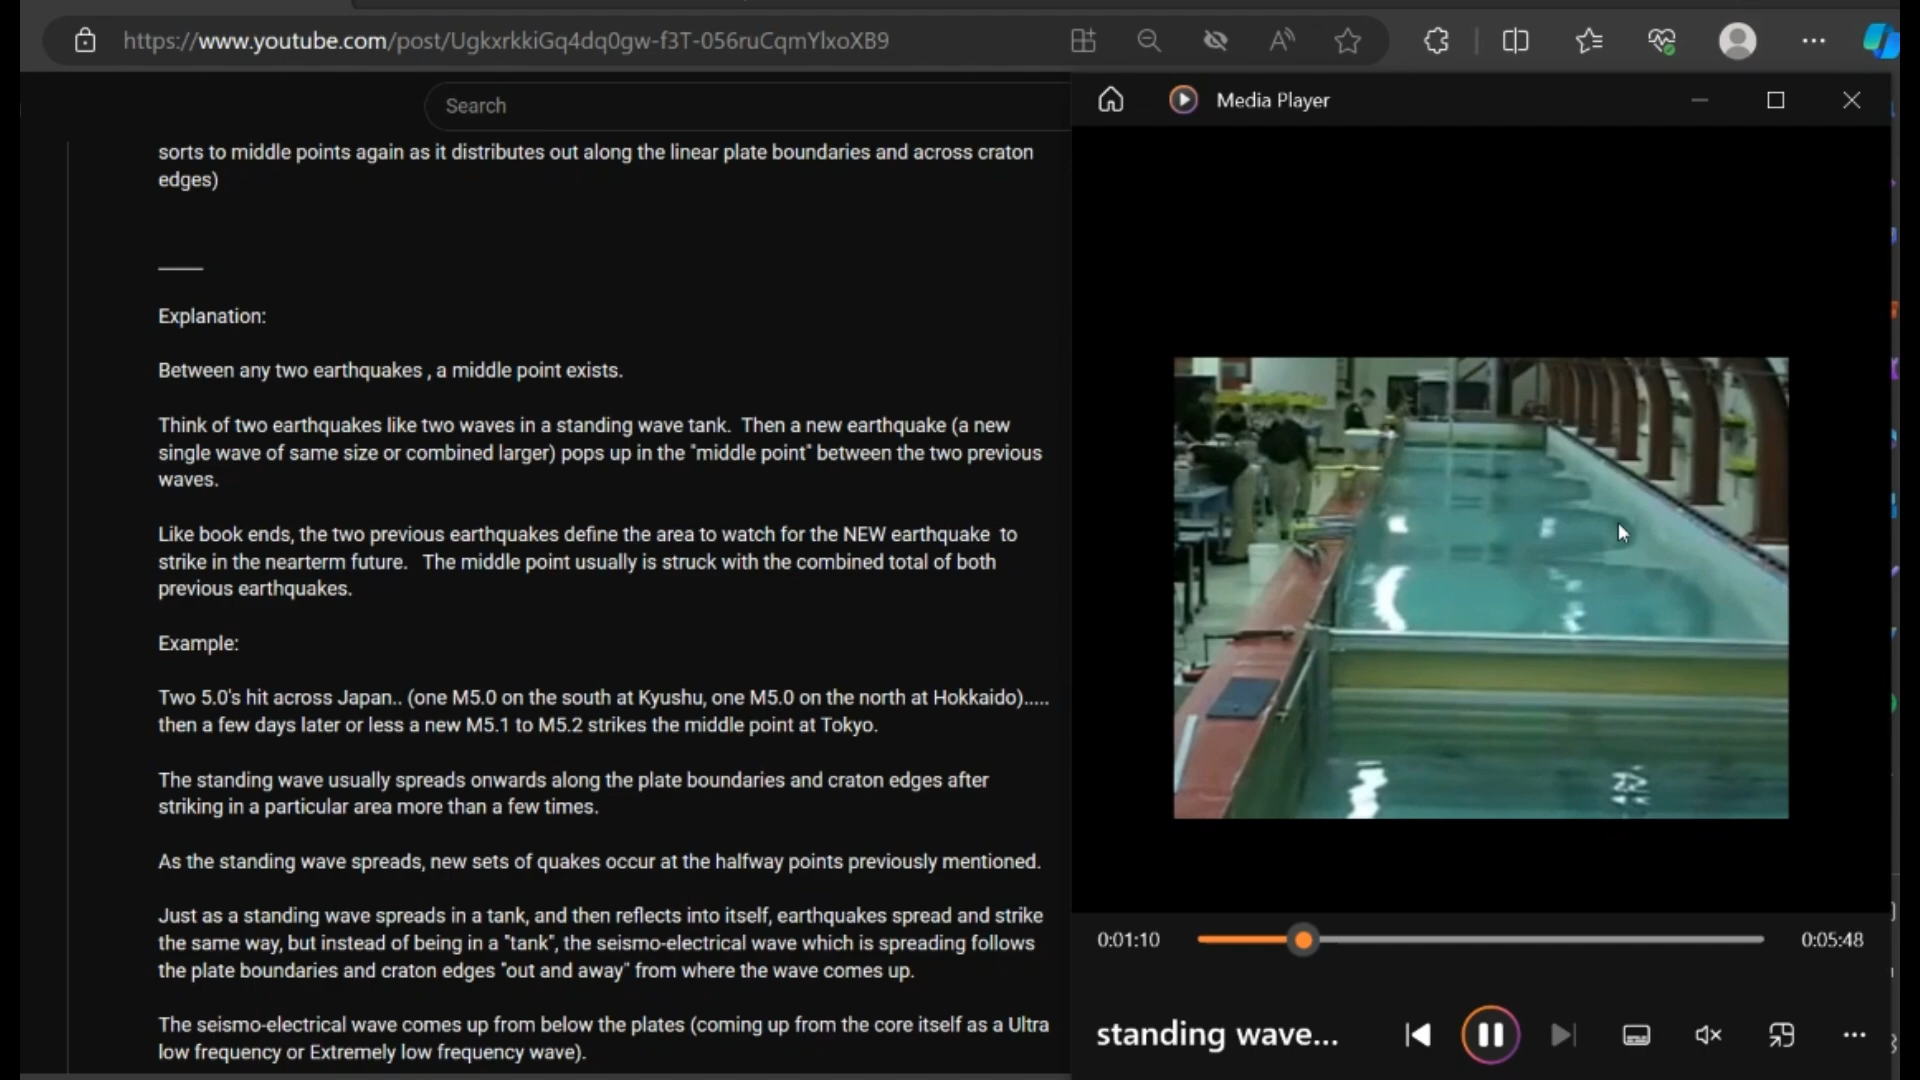 https://www.youtube.com/post/UgkxrkkiGq4dq0gw-f3T-056ruCqmYlxoXB9
Search
Media Player
sorts to middle points again as it distributes out along the linear plate boundaries and across craton
edges)
Explanation:
Between any two earthquakes , a middle point exists.
Think of two earthquakes like two waves in a standing wave tank. Then a new earthquake (a new
single wave of same size or combined larger) pops up in the "middle point" between the two previous
waves.
Like book ends, the two previous earthquakes define the area to watch for the NEW earthquake to
strike in the nearterm future. The middle point usually is struck with the combined total of both
previous earthquakes.
Example:
Two 5.0's hit across Japan.. (one M5.0 on the south at Kyushu, one M5.0 on the north at Hokkaido).....
then a few days later or less a new M5.1 to M5.2 strikes the middle point at Tokyo.
The standing wave usually spreads onwards along the plate boundaries and craton edges after
striking in a particular area more than a few times.
As the standing wave spreads, new sets of quakes occur at the halfway points previously mentioned.
Just as a standing wave spreads in a tank, and then reflects into itself, earthquakes spread and strike
the same way, but instead of being in a "tank", the seismo-electrical wave which is spreading follows
the plate boundaries and craton edges "out and away" from where the wave comes up.
The seismo-electrical wave comes up from below the plates (coming up from the core itself as a Ultra
low frequency or Extremely low frequency wave).
0:01:10
0:05:48
standing wave...